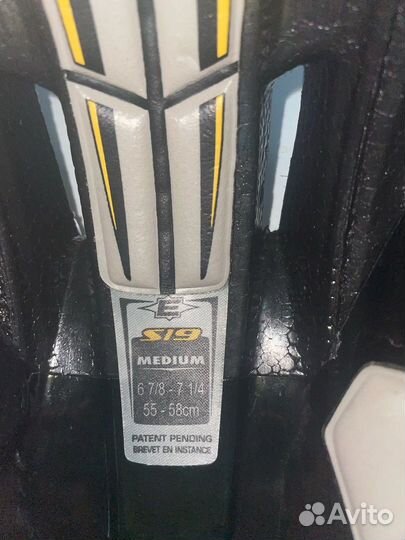 E
S19
MEDIUM
6 7/8 - 7 1/4
55 - 58cm
PATENT PENDING
BREVET EN INSTANCE
Avito